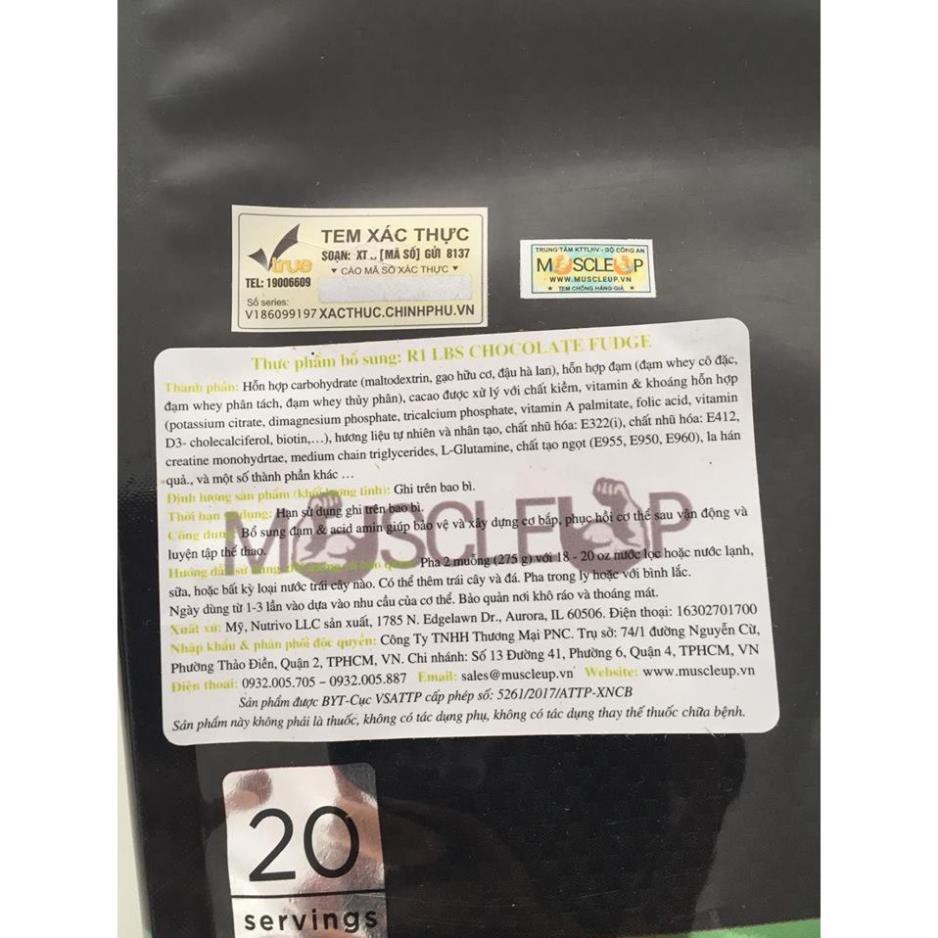 true
TEM XÁC THỰC
SOẠN: XT .. [MÃ SỐ] GỬI 8137
▼ CÀO MÃ SỐ XÁC THỰC ▼
TEL: 19006609
Số series:
V186099197 XACTHUC.CHINHPHU.VN
TRUNG TÂM KTTLNV - BỘ CÔNG AN
MUSCLEUP
WWW.MUSCLEUP.VN
★ TEM CHỐNG HÀNG GIẢ ★
Thực phẩm bổ sung: R1 LBS CHOCOLATE FUDGE
Thành phần: Hỗn hợp carbohydrate (maltodextrin, gạo hữu cơ, đậu hà lan), hỗn hợp đạm (đạm whey cô đặc,
đạm whey phân tách, đạm whey thủy phân), cacao được xử lý với chất kiềm, vitamin & khoáng hỗn hợp
(potassium citrate, dimagnesium phosphate, tricalcium phosphate, vitamin A palmitate, folic acid, vitamin
D3- cholecalciferol, biotin,…), hương liệu tự nhiên và nhân tạo, chất nhũ hóa: E322(i), chất nhũ hóa: E412,
creatine monohydrtae, medium chain triglycerides, L-Glutamine, chất tạo ngọt (E955, E950, E960), la hán
quả., và một số thành phần khác …
Định lượng sản phẩm (khối lượng tịnh): Ghi trên bao bì.
Thời hạn sử dụng: Hạn sử dụng ghi trên bao bì.
Công dụng: Bổ sung đạm & acid amin giúp bảo vệ và xây dựng cơ bắp, phục hồi cơ thể sau vận động và
luyện tập thể thao.
MUSCLEUP
Hướng dẫn sử dụng, Pha 2 muỗng (275 g) với 18 - 20 oz nước lọc hoặc nước lạnh,
sữa, hoặc bất kỳ loại nước trái cây nào. Có thể thêm trái cây và đá. Pha trong ly hoặc với bình lắc.
Ngày dùng từ 1-3 lần vào dựa vào nhu cầu của cơ thể. Bảo quản nơi khô ráo và thoáng mát.
Xuất xứ: Mỹ, Nutrivo LLC sản xuất, 1785 N. Edgelawn Dr., Aurora, IL 60506. Điện thoại: 16302701700
Nhập khẩu & phân phối độc quyền: Công Ty TNHH Thương Mại PNC. Trụ sở: 74/1 đường Nguyễn Cừ,
Phường Thảo Điền, Quận 2, TPHCM, VN. Chi nhánh: Số 13 Đường 41, Phường 6, Quận 4, TPHCM, VN
Điện thoại: 0932.005.705 – 0932.005.887 Email: sales@muscleup.vn Website: www.muscleup.vn
Sản phẩm được BYT-Cục VSATTP cấp phép số: 5261/2017/ATTP-XNCB
Sản phẩm này không phải là thuốc, không có tác dụng phụ, không có tác dụng thay thế thuốc chữa bệnh.
20
servings